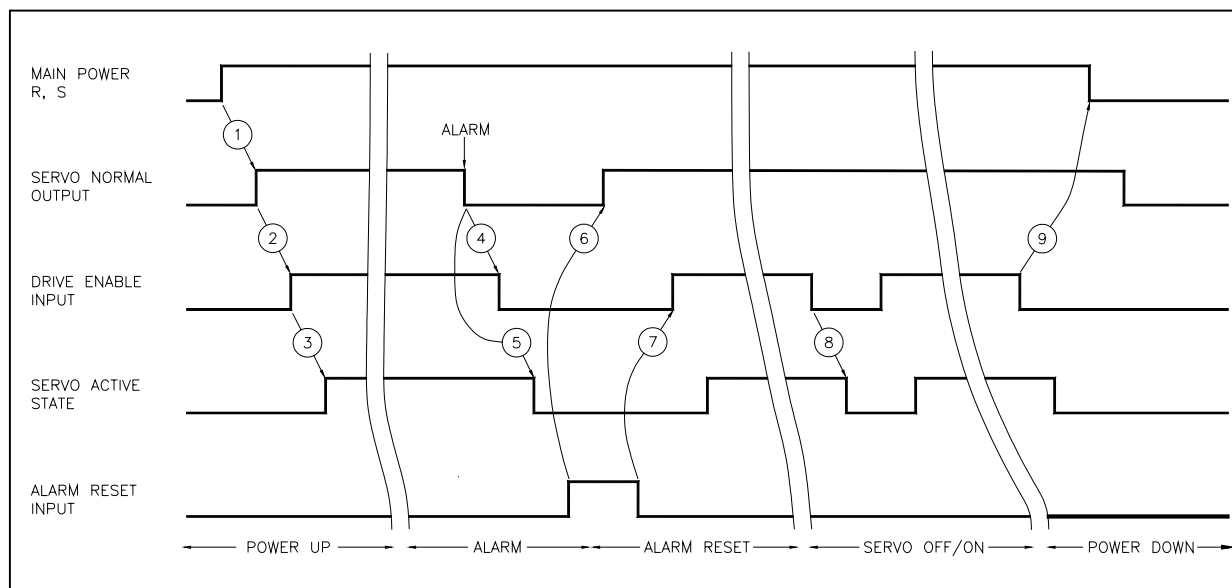 MAIN POWER
R, S
1
ALARM
SERVO NORMAL
OUTPUT
2
4
6
9
DRIVE ENABLE
INPUT
3
5
7
8
SERVO ACTIVE
STATE
ALARM RESET
INPUT
POWER UP
ALARM
ALARM RESET
SERVO OFF/ON
POWER DOWN